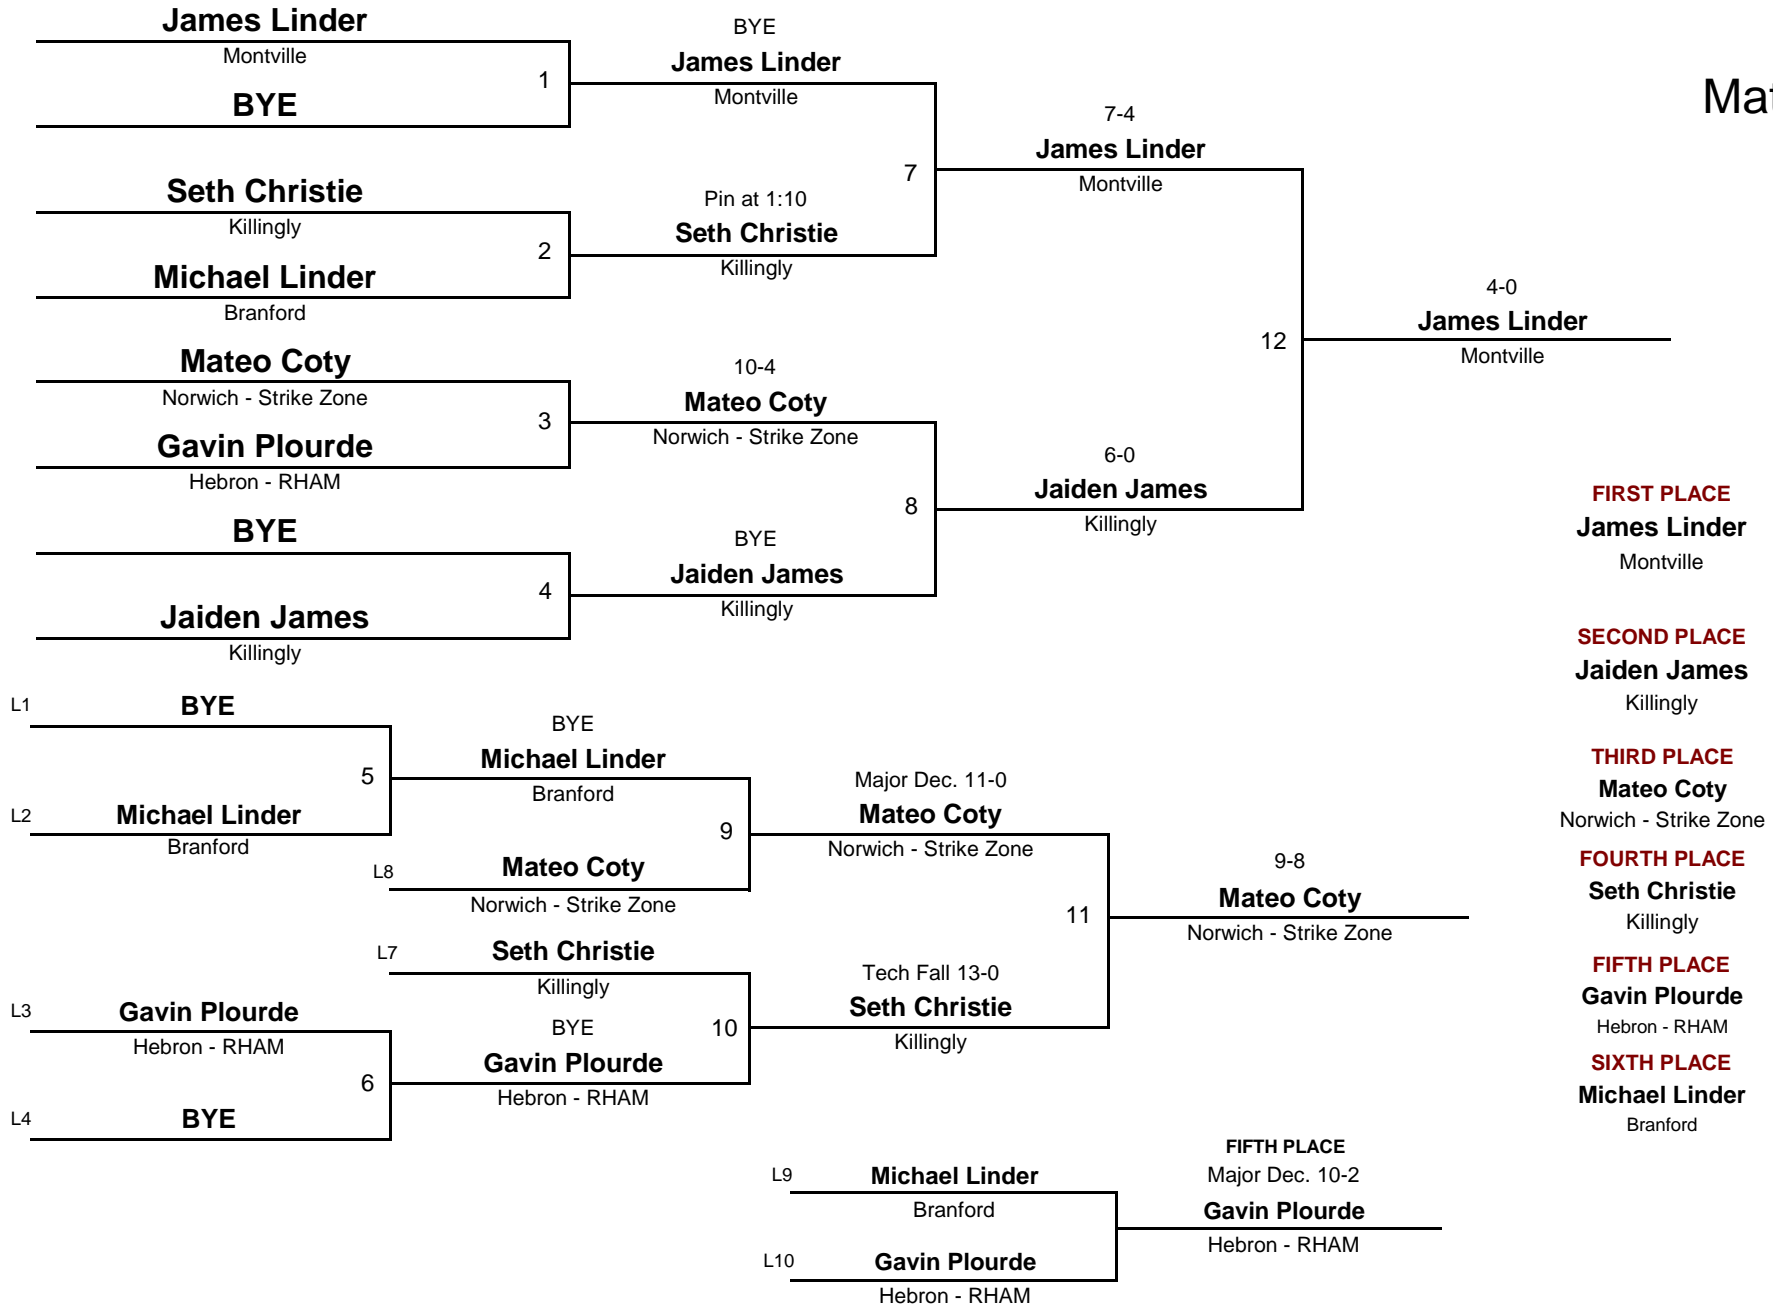 James Linder
Montville
1
BYE
BYE
James Linder
Montville
Seth Christie
Killingly
2
Michael Linder
Branford
Pin at 1:10
Seth Christie
Killingly
7
7-4
James Linder
Montville
Mateo Coty
Norwich - Strike Zone
3
Gavin Plourde
Hebron - RHAM
10-4
Mateo Coty
Norwich - Strike Zone
BYE
4
Jaiden James
Killingly
BYE
Jaiden James
Killingly
8
6-0
Jaiden James
Killingly
12
4-0
James Linder
Montville
Mat
FIRST PLACE
James Linder
Montville
SECOND PLACE
Jaiden James
Killingly
THIRD PLACE
Mateo Coty
Norwich - Strike Zone
FOURTH PLACE
Seth Christie
Killingly
FIFTH PLACE
Gavin Plourde
Hebron - RHAM
SIXTH PLACE
Michael Linder
Branford
L1
BYE
5
L2
Michael Linder
Branford
BYE
Michael Linder
Branford
9
L8
Mateo Coty
Norwich - Strike Zone
Major Dec. 11-0
Mateo Coty
Norwich - Strike Zone
L7
Seth Christie
Killingly
L3
Gavin Plourde
Hebron - RHAM
6
L4
BYE
BYE
Gavin Plourde
Hebron - RHAM
10
Tech Fall 13-0
Seth Christie
Killingly
11
9-8
Mateo Coty
Norwich - Strike Zone
L9
Michael Linder
Branford
L10
Gavin Plourde
Hebron - RHAM
FIFTH PLACE
Major Dec. 10-2
Gavin Plourde
Hebron - RHAM